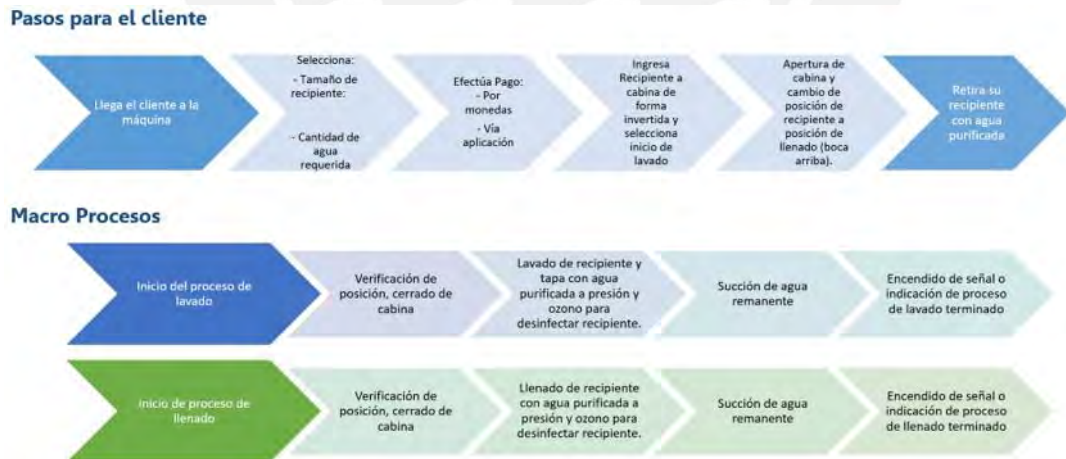 Pasos para el cliente
Llega el cliente a la
máquina
Selecciona:
- Tamaño de
recipiente:
- Cantidad de
agua
requerida
Efectúa Pago:
- Por
monedas
- Vía
aplicación
Ingresa
Recipiente a
cabina de
forma
invertida y
selecciona
inicio de
lavado
Apertura de
cabina y
cambio de
posición de
recipiente a
posición de
llenado (boca
arriba).
Retira su
recipiente
con agua
purificada
Macro Procesos
Inicio del proceso de
lavado
Verificación de
posición, cerrado de
cabina
Lavado de recipiente y
tapa con agua
purificada a presión y
ozono para
desinfectar recipiente.
Succión de agua
remanente
Encendido de señal o
indicación de proceso
de lavado terminado
Inicio de proceso de
llenado
Verificación de
posición, cerrado de
cabina
Llenado de recipiente
con agua purificada a
presión y ozono para
desinfectar recipiente.
Succión de agua
remanente
Encendido de señal o
indicación de proceso
de llenado terminado